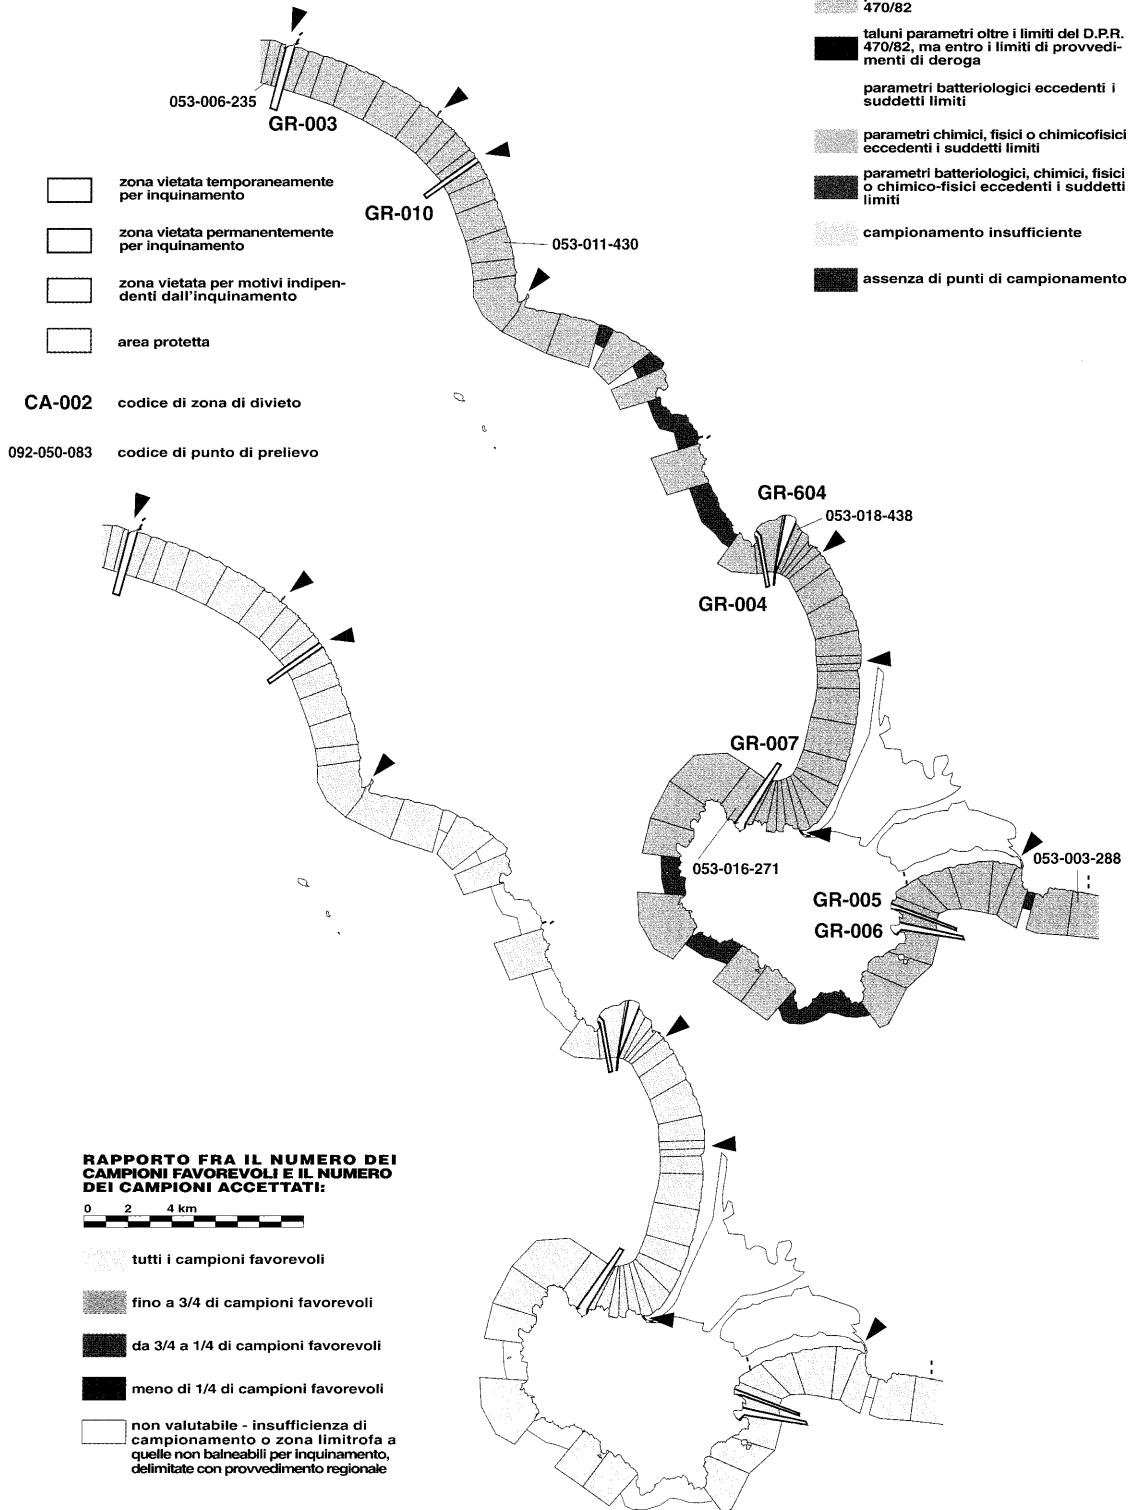 470/82
taluni parametri oltre i limiti del D.P.R.
470/82, ma entro i limiti di provvedi-
menti di deroga
parametri batteriologici eccedenti i
suddetti limiti
parametri chimici, fisici o chimicofisici
eccedenti i suddetti limiti
parametri batteriologici, chimici, fisici
o chimico-fisici eccedenti i suddetti
limiti
campionamento insufficiente
assenza di punti di campionamento
053-006-235
GR-003
zona vietata temporaneamente
per inquinamento
zona vietata permanentemente
per inquinamento
zona vietata per motivi indipen-
denti dall'inquinamento
area protetta
CA-002 codice di zona di divieto
092-050-083 codice di punto di prelievo
GR-010
053-011-430
GR-604
053-018-438
GR-004
GR-007
053-016-271
053-003-288
GR-005
GR-006
RAPPORTO FRA IL NUMERO DEI
CAMPIONI FAVOREVOLI E IL NUMERO
DEI CAMPIONI ACCETTATI:
0 2 4 km
tutti i campioni favorevoli
fino a 3/4 di campioni favorevoli
da 3/4 a 1/4 di campioni favorevoli
meno di 1/4 di campioni favorevoli
non valutabile - insufficienza di
campionamento o zona limitrofa a
quelle non balneabili per inquinamento,
delimitate con provvedimento regionale